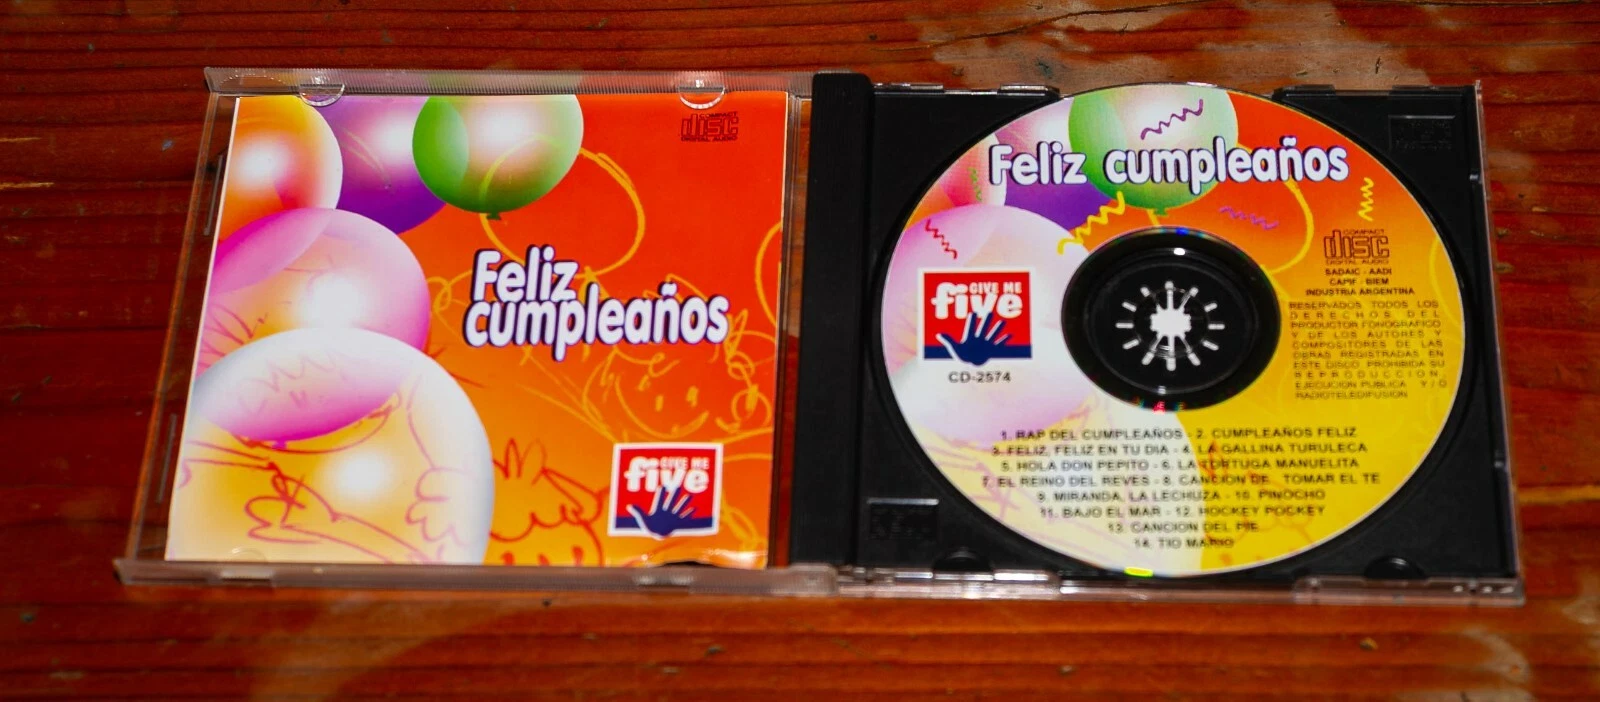 COMPACT
disc
DIGITAL AUDIO
Feliz
cumpleaños
GIVE ME
five
Feliz cumpleaños
COMPACT
disc
DIGITAL AUDIO
SADAIC - AADI
CAPIF - BIEM
INDUSTRIA ARGENTINA
RESERVADOS TODOS LOS
DERECHOS DEL
PRODUCTOR FONOGRAFICO
Y DE LOS AUTORES Y
COMPOSITORES DE LAS
OBRAS REGISTRADAS EN
ESTE DISCO PROHIBIDA SU
REPRODUCCION,
EJECUCION PUBLICA Y/O
RADIOTELEDIFUSION
GIVE ME
five
CD-2574
1. RAP DEL CUMPLEAÑOS - 2. CUMPLEAÑOS FELIZ
3. FELIZ, FELIZ EN TU DIA - 4. LA GALLINA TURULECA
5. HOLA DON PEPITO - 6. LA TORTUGA MANUELITA
7. EL REINO DEL REVES - 8. CANCION DE TOMAR EL TE
9. MIRANDA, LA LECHUZA - 10. PINOCHO
11. BAJO EL MAR - 12. HOCKEY POCKEY
13. CANCION DEL PIE
14. TIO MARIO